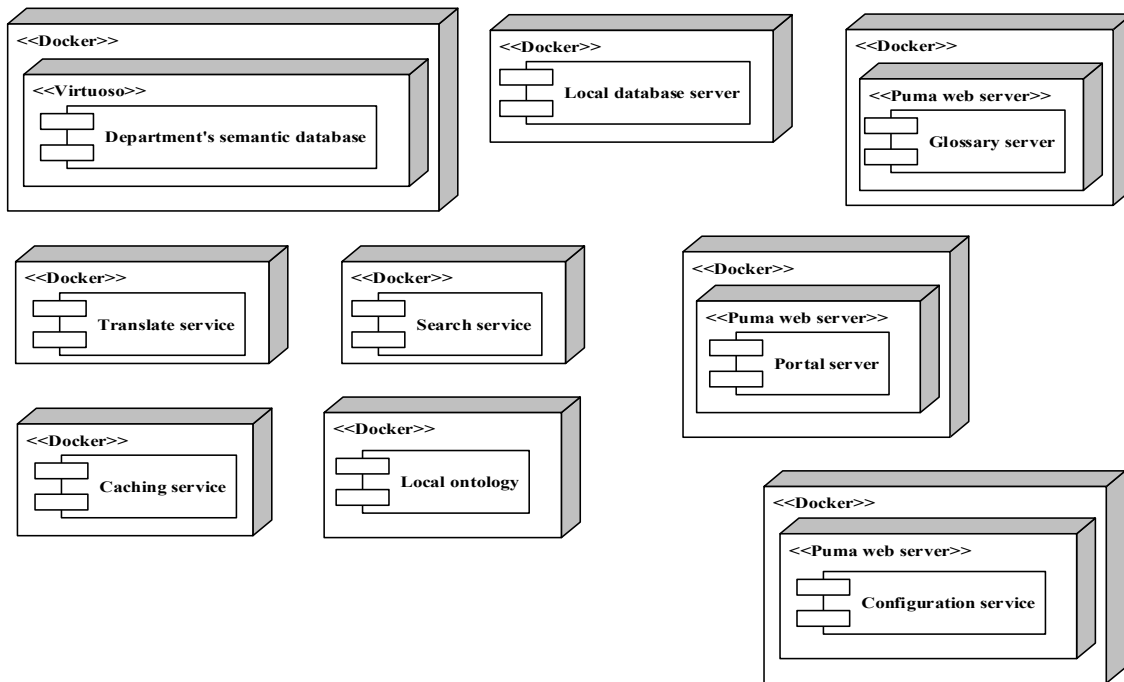 <<Docker>>
<<Virtuoso>>
Department's semantic database
<<Docker>>
Local database server
<<Docker>>
<<Puma web server>>
Glossary server
<<Docker>>
Translate service
<<Docker>>
Search service
<<Docker>>
<<Puma web server>>
Portal server
<<Docker>>
Caching service
<<Docker>>
Local ontology
<<Docker>>
<<Puma web server>>
Configuration service